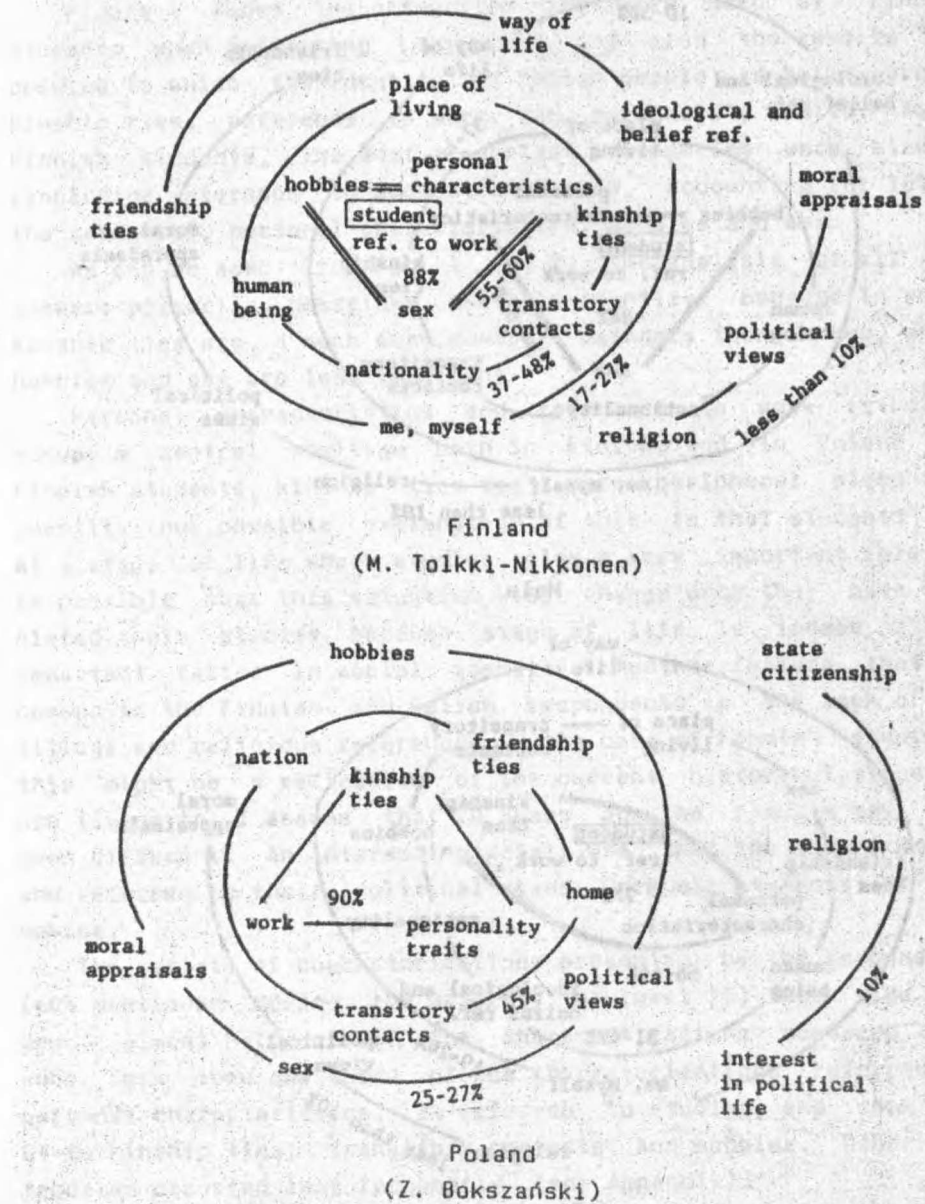 way of
life
place of
living
ideological and
belief ref.
personal
hobbies characteristics
moral
appraisals
friendship
ties
student
ref. to work
kinship
ties
88%
55-60%
human
being
sex
transitory
contacts
political
views
nationality
37-48%
17-27%
less than 10%
me, myself
religion
Finland
(M. Tolkki-Nikkonen)
hobbies
state
citizenship
nation
friendship
ties
kinship
ties
religion
90%
home
work
personality
traits
moral
appraisals
political
views
45%
10%
transitory
contacts
sex
25-27%
interest
in political
life
Poland
(Z. Bokszański)